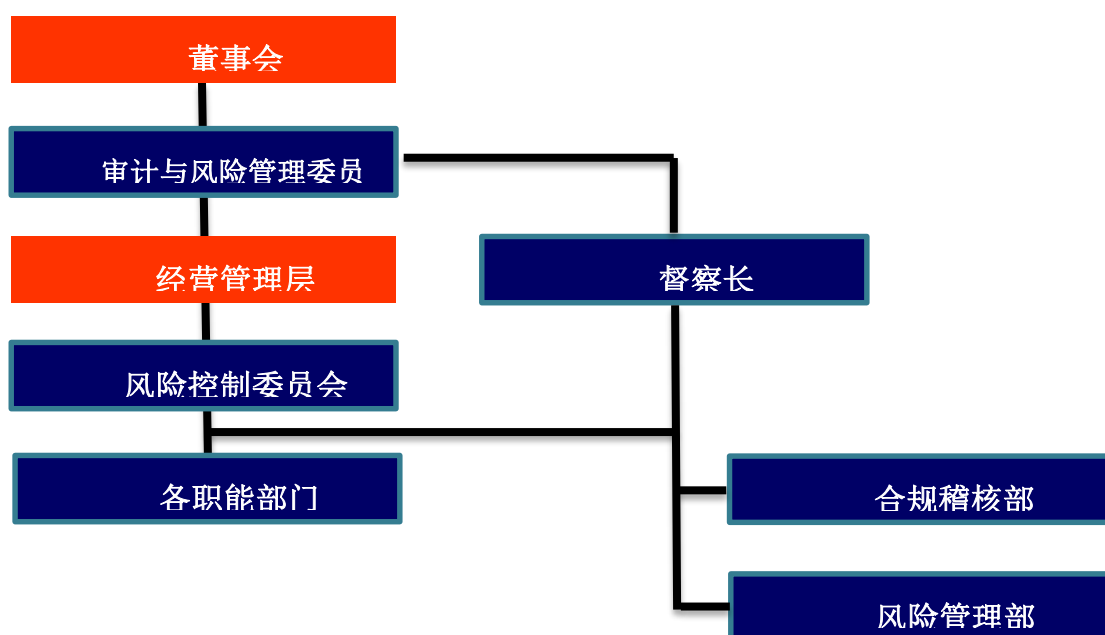 董事会
审计与风险管理委员
经营管理层
督察长
风险控制委员会
各职能部门
合规稽核部
风险管理部